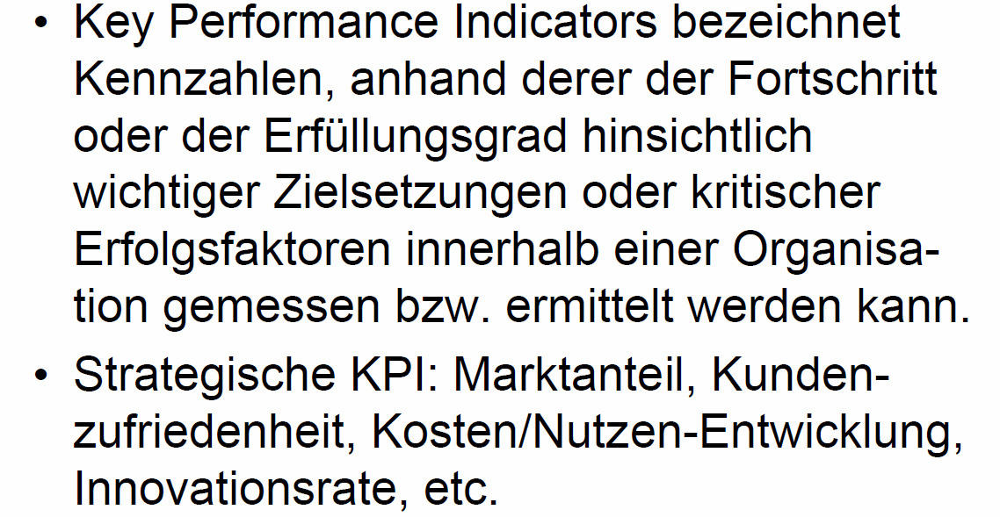 • Key Performance Indicators bezeichnet
Kennzahlen, anhand derer der Fortschritt
oder der Erfüllungsgrad hinsichtlich
wichtiger Zielsetzungen oder kritischer
Erfolgsfaktoren innerhalb einer Organisa-
tion gemessen bzw. ermittelt werden kann.
• Strategische KPI: Marktanteil, Kunden-
zufriedenheit, Kosten/Nutzen-Entwicklung,
Innovationsrate, etc.